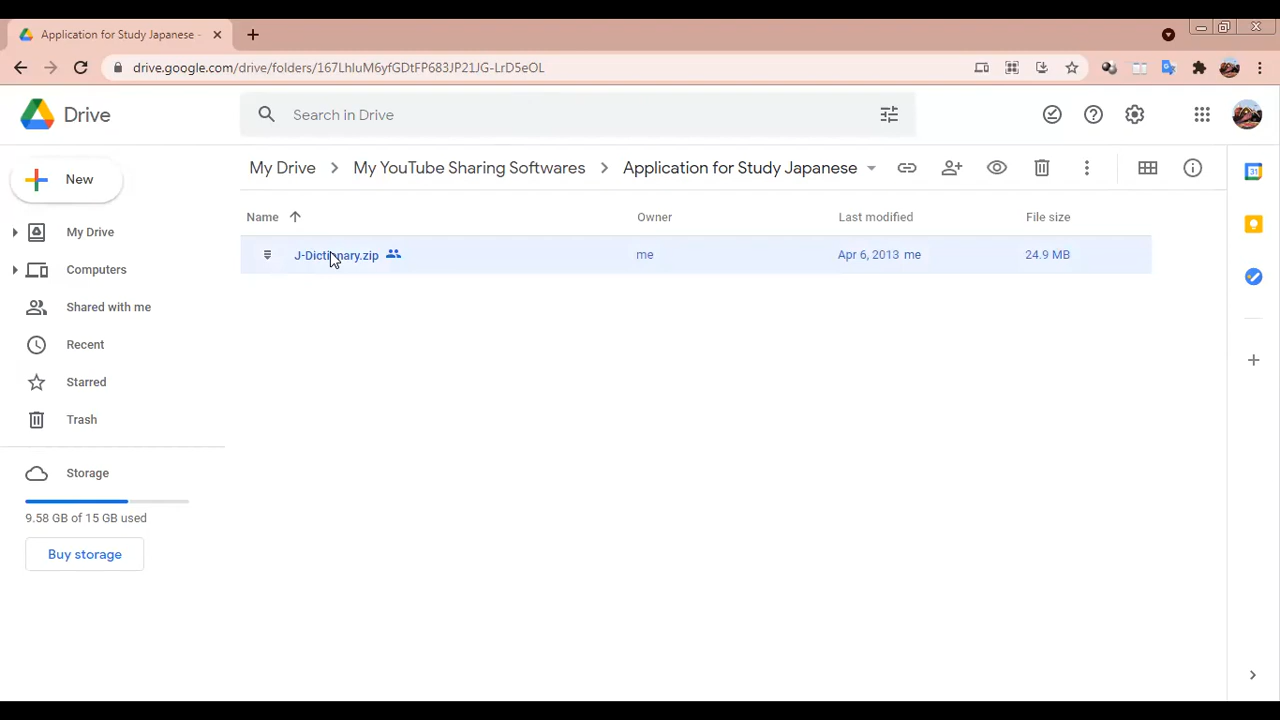 Application for Study Japanese -
drive.google.com/drive/folders/167LhIuM6yfGDtFP683JP21JG-LrD5eOL
Drive
Search in Drive
New
My Drive
Computers
Shared with me
Recent
Starred
Trash
Storage
9.58 GB of 15 GB used
Buy storage
My Drive
My YouTube Sharing Softwares
Application for Study Japanese
Name
Owner
Last modified
File size
J-Dictionary.zip
me
Apr 6, 2013 me
24.9 MB
31